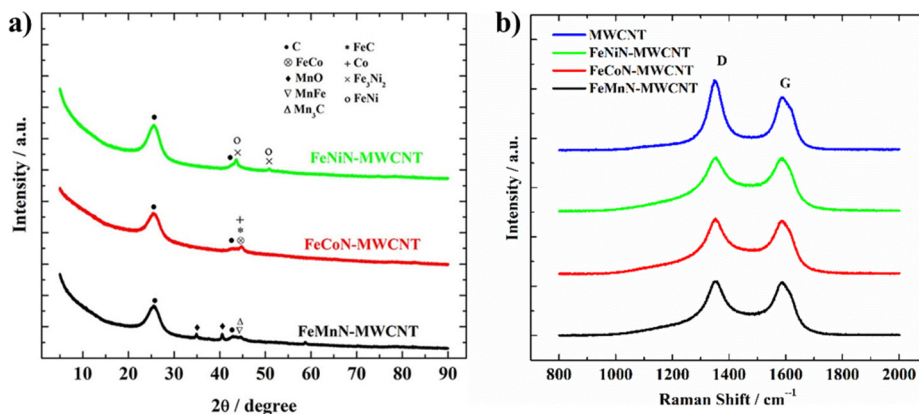 a)
Intensity / a.u.
• C
⊗ FeCo
♦ MnO
▽ MnFe
△ Mn₃C
* FeC
+ Co
× Fe₃Ni₂
o FeNi
FeNiN-MWCNT
FeCoN-MWCNT
FeMnN-MWCNT
10 20 30 40 50 60 70 80 90
2θ / degree
b)
Intensity / a.u.
MWCNT
FeNiN-MWCNT
FeCoN-MWCNT
FeMnN-MWCNT
D
G
800 1000 1200 1400 1600 1800 2000
Raman Shift / cm⁻¹